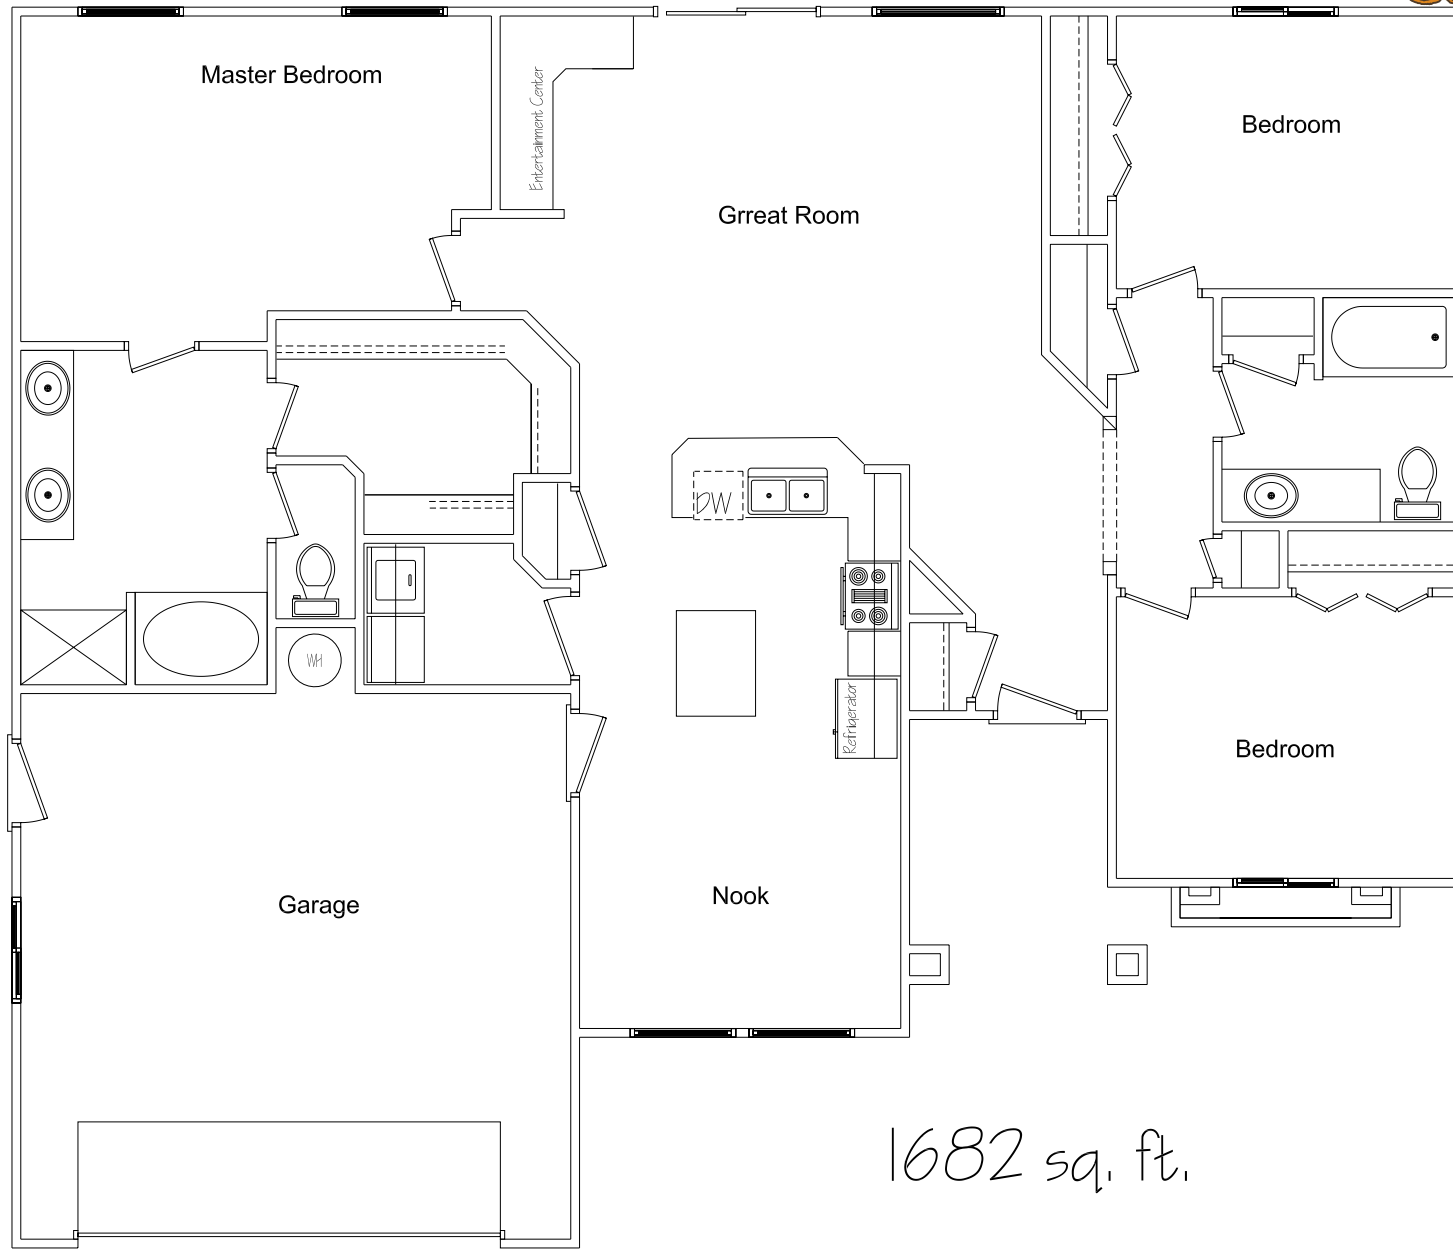 Master Bedroom
Entertainment Center
Bedroom
Grreat Room
DW
WH
Refrigerator
Bedroom
Garage
Nook
1682 sq. ft.